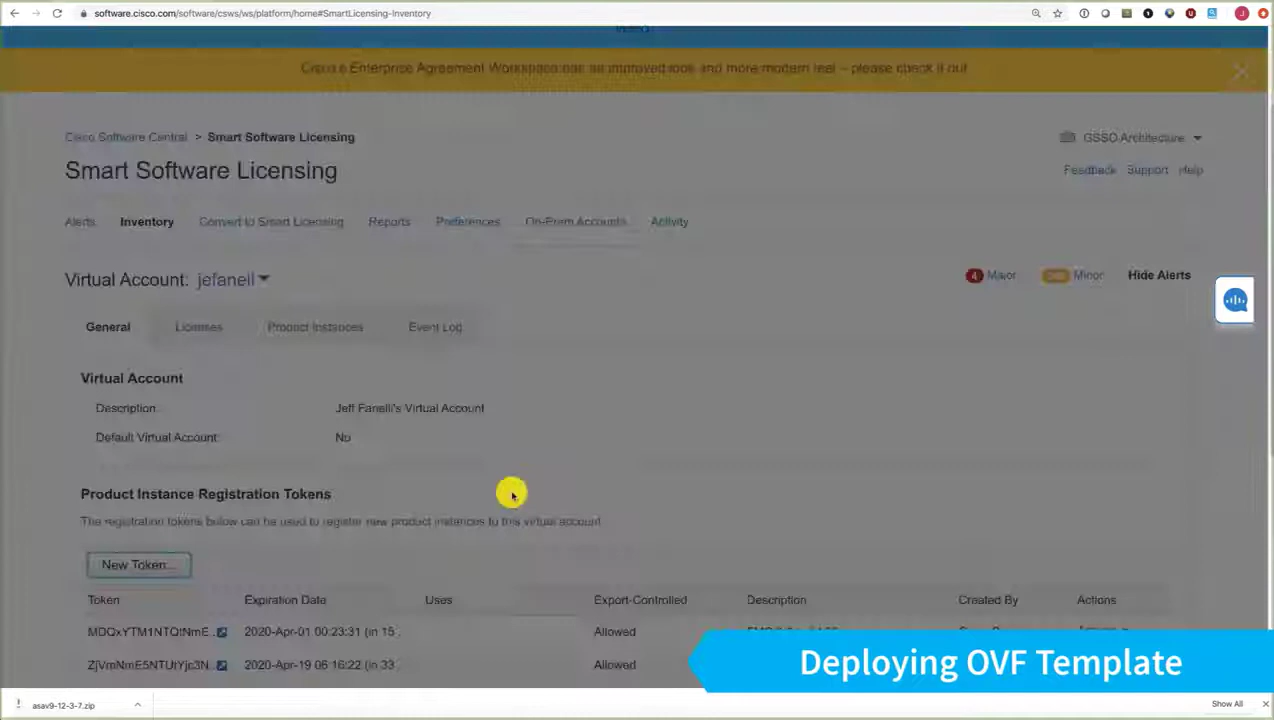 software.cisco.com/software/csws/ws/platform/home#SmartLicensing-Inventory
Cisco's Enterprise Agreement Workspace has an improved look and more modern feel – please check it out
Cisco Software Central > Smart Software Licensing
GSSO Architecture
Smart Software Licensing
Feedback Support Help
Alerts Inventory Convert to Smart Licensing Reports Preferences On-Prem Accounts Activity
Virtual Account: jefanell
4 Major Minor Hide Alerts
General Licenses Product Instances Event Log
Virtual Account
Description: Jeff Fanelli's Virtual Account
Default Virtual Account: No
Product Instance Registration Tokens
The registration tokens below can be used to register new product instances to this virtual account.
New Token...
Token Expiration Date Uses Export-Controlled Description Created By Actions
MDQxYTM1NTQtNmE.. 2020-Apr-01 00:23:31 (in 15 Allowed
ZjVmNmE5NTUtYjc3N.. 2020-Apr-19 06:16:22 (in 33 Allowed
Deploying OVF Template
asav9-12-3-7.zip
Show All